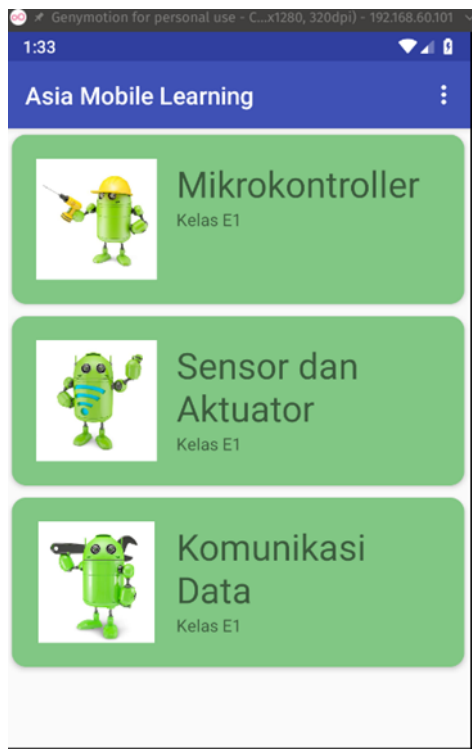 Genymotion for personal use - C...x1280, 320dpi) - 192.168.60.101
1:33
Asia Mobile Learning
Mikrokontroller
Kelas E1
Sensor dan
Aktuator
Kelas E1
Komunikasi
Data
Kelas E1